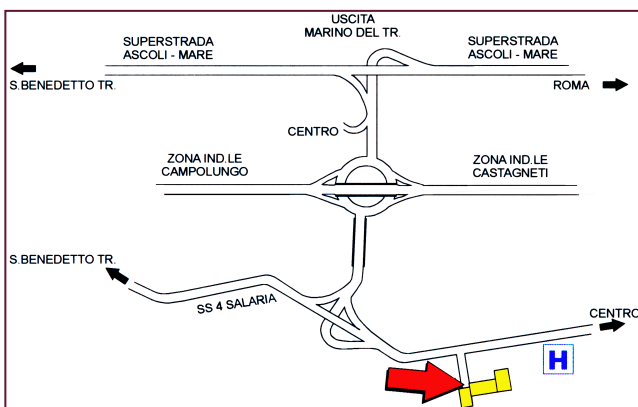 USCITA
MARINO DEL TR.
SUPERSTRADA
ASCOLI - MARE
SUPERSTRADA
ASCOLI - MARE
S.BENEDETTO TR.
ROMA
CENTRO
ZONA IND.LE
CAMPOLUNGO
ZONA IND.LE
CASTAGNETI
S.BENEDETTO TR.
SS 4 SALARIA
CENTRO
H